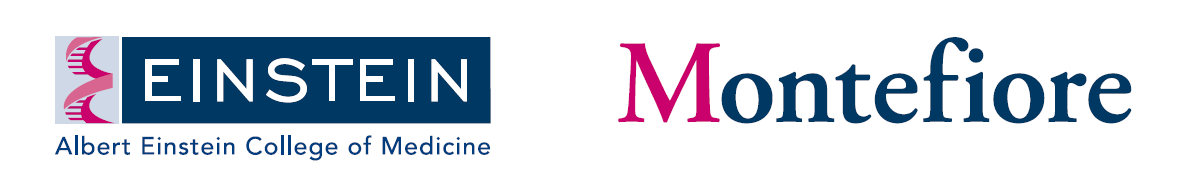 EINSTEIN
Albert Einstein College of Medicine
Montefiore